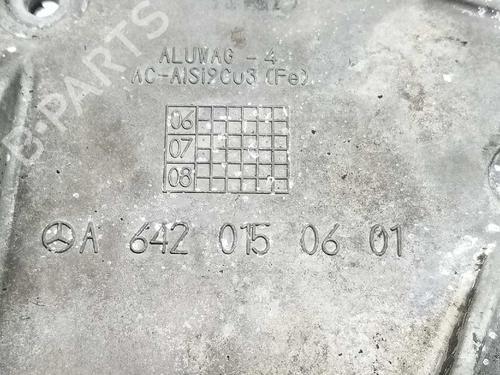 ALUWAG - 4
AC-AlSi9Cu3 (Fe)
06
07
08
A 642 015 06 01
B-PARTS